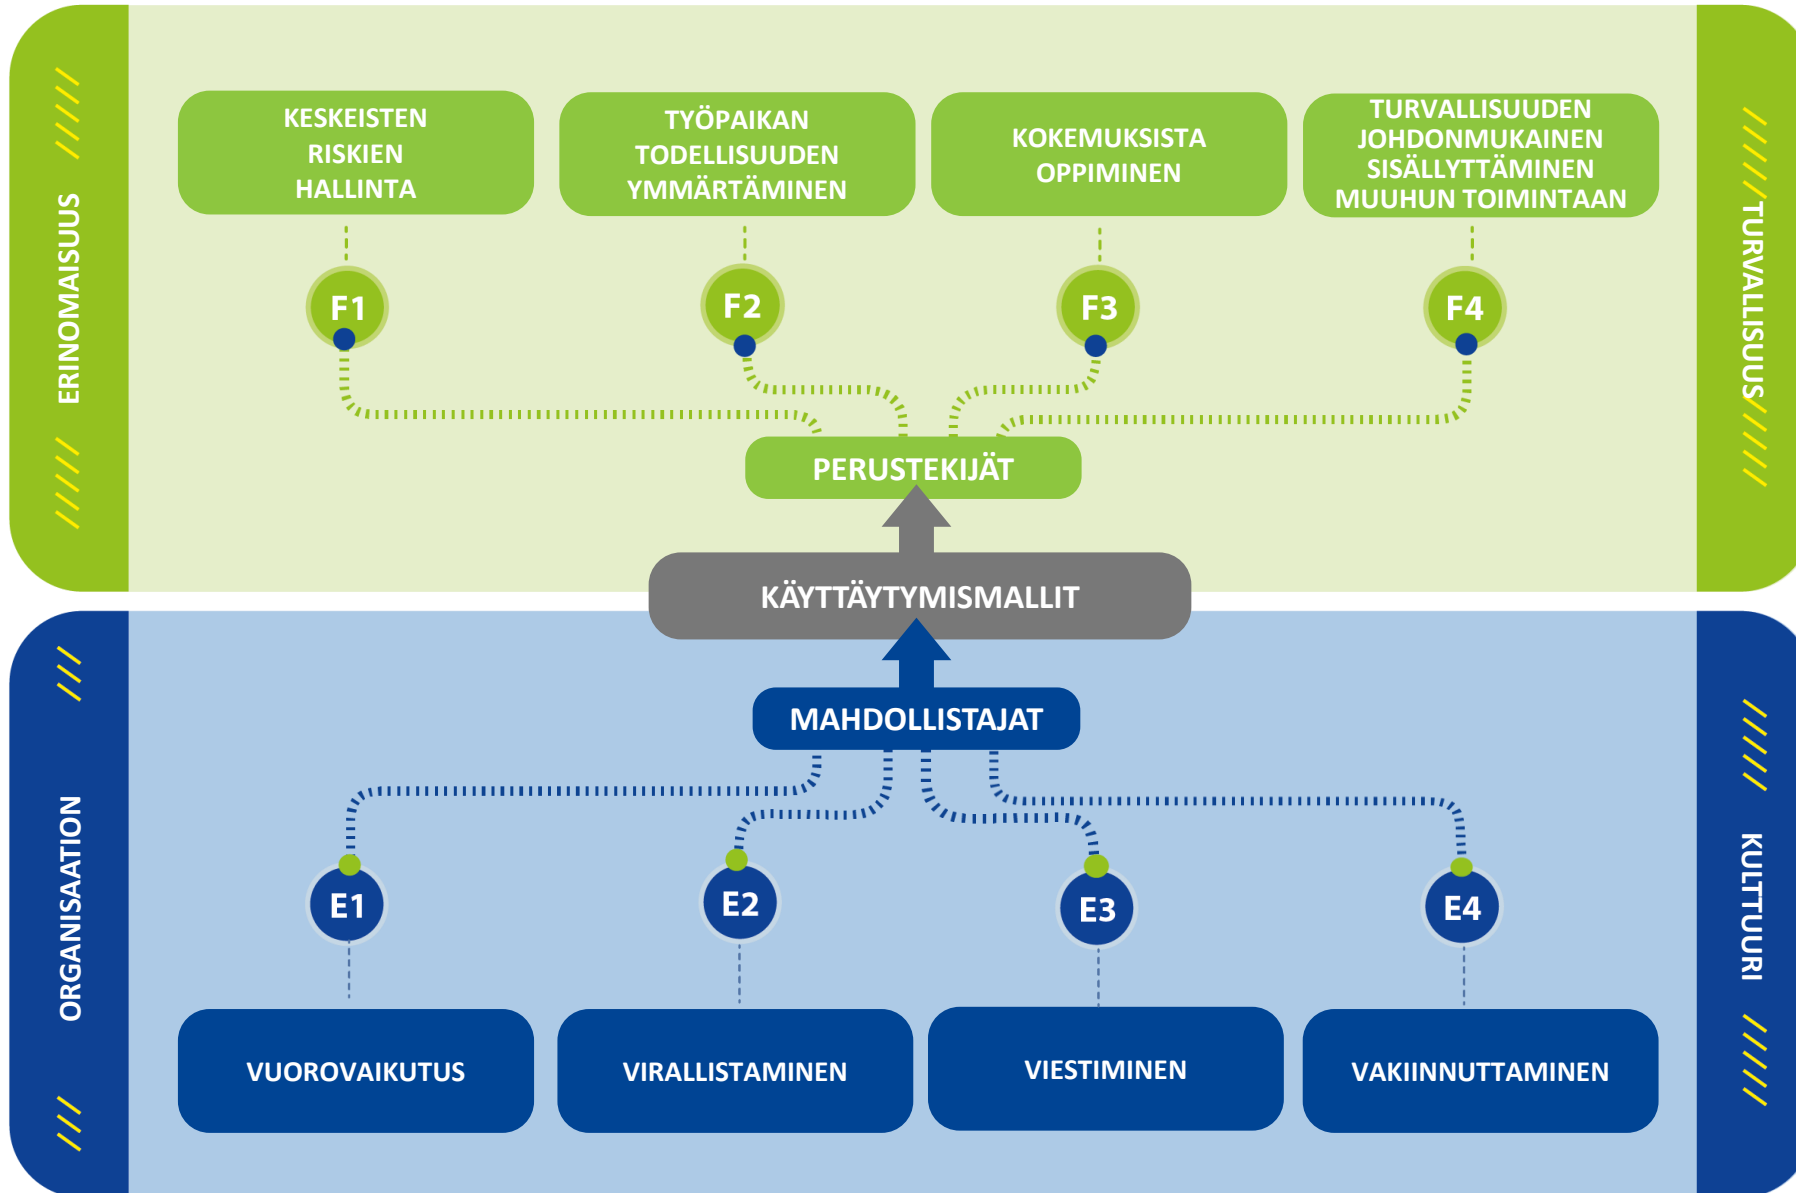 ERINOMAISUUS
TURVALLISUUS
KESKEISTEN
RISKIEN
HALLINTA
TYÖPAIKAN
TODELLISUUDEN
YMMÄRTÄMINEN
KOKEMUKSISTA
OPPIMINEN
TURVALLISUUDEN
JOHDONMUKAINEN
SISÄLLYTTÄMINEN
MUUHUN TOIMINTAAN
F1
F2
F3
F4
PERUSTEKIJÄT
KÄYTTÄYTYMISMALLIT
MAHDOLLISTAJAT
ORGANISAATION
KULTTUURI
E1
E2
E3
E4
VUOROVAIKUTUS
VIRALLISTAMINEN
VIESTIMINEN
VAKIINNUTTAMINEN